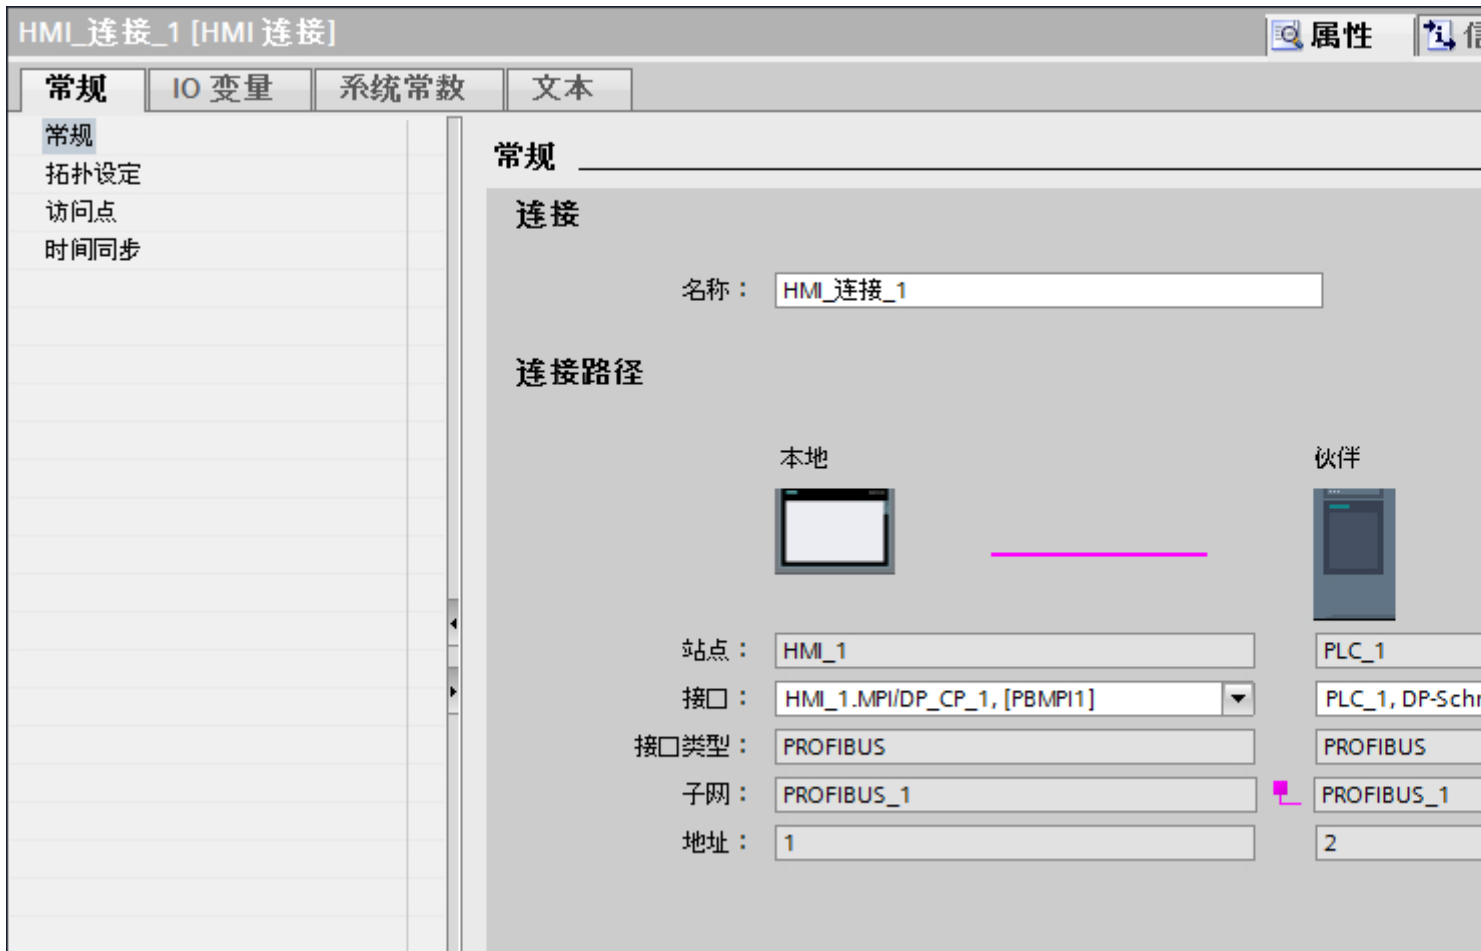 HMI_连接_1 [HMI 连接]
属性
常规 IO 变量 系统常数 文本
常规
拓扑设定
访问点
时间同步
常规
连接
名称： HMI_连接_1
连接路径
本地 伙伴
站点： HMI_1 PLC_1
接口： HMI_1.MPI/DP_CP_1, [PBMPI1] PLC_1, DP-Sch
接口类型： PROFIBUS PROFIBUS
子网： PROFIBUS_1 PROFIBUS_1
地址： 1 2